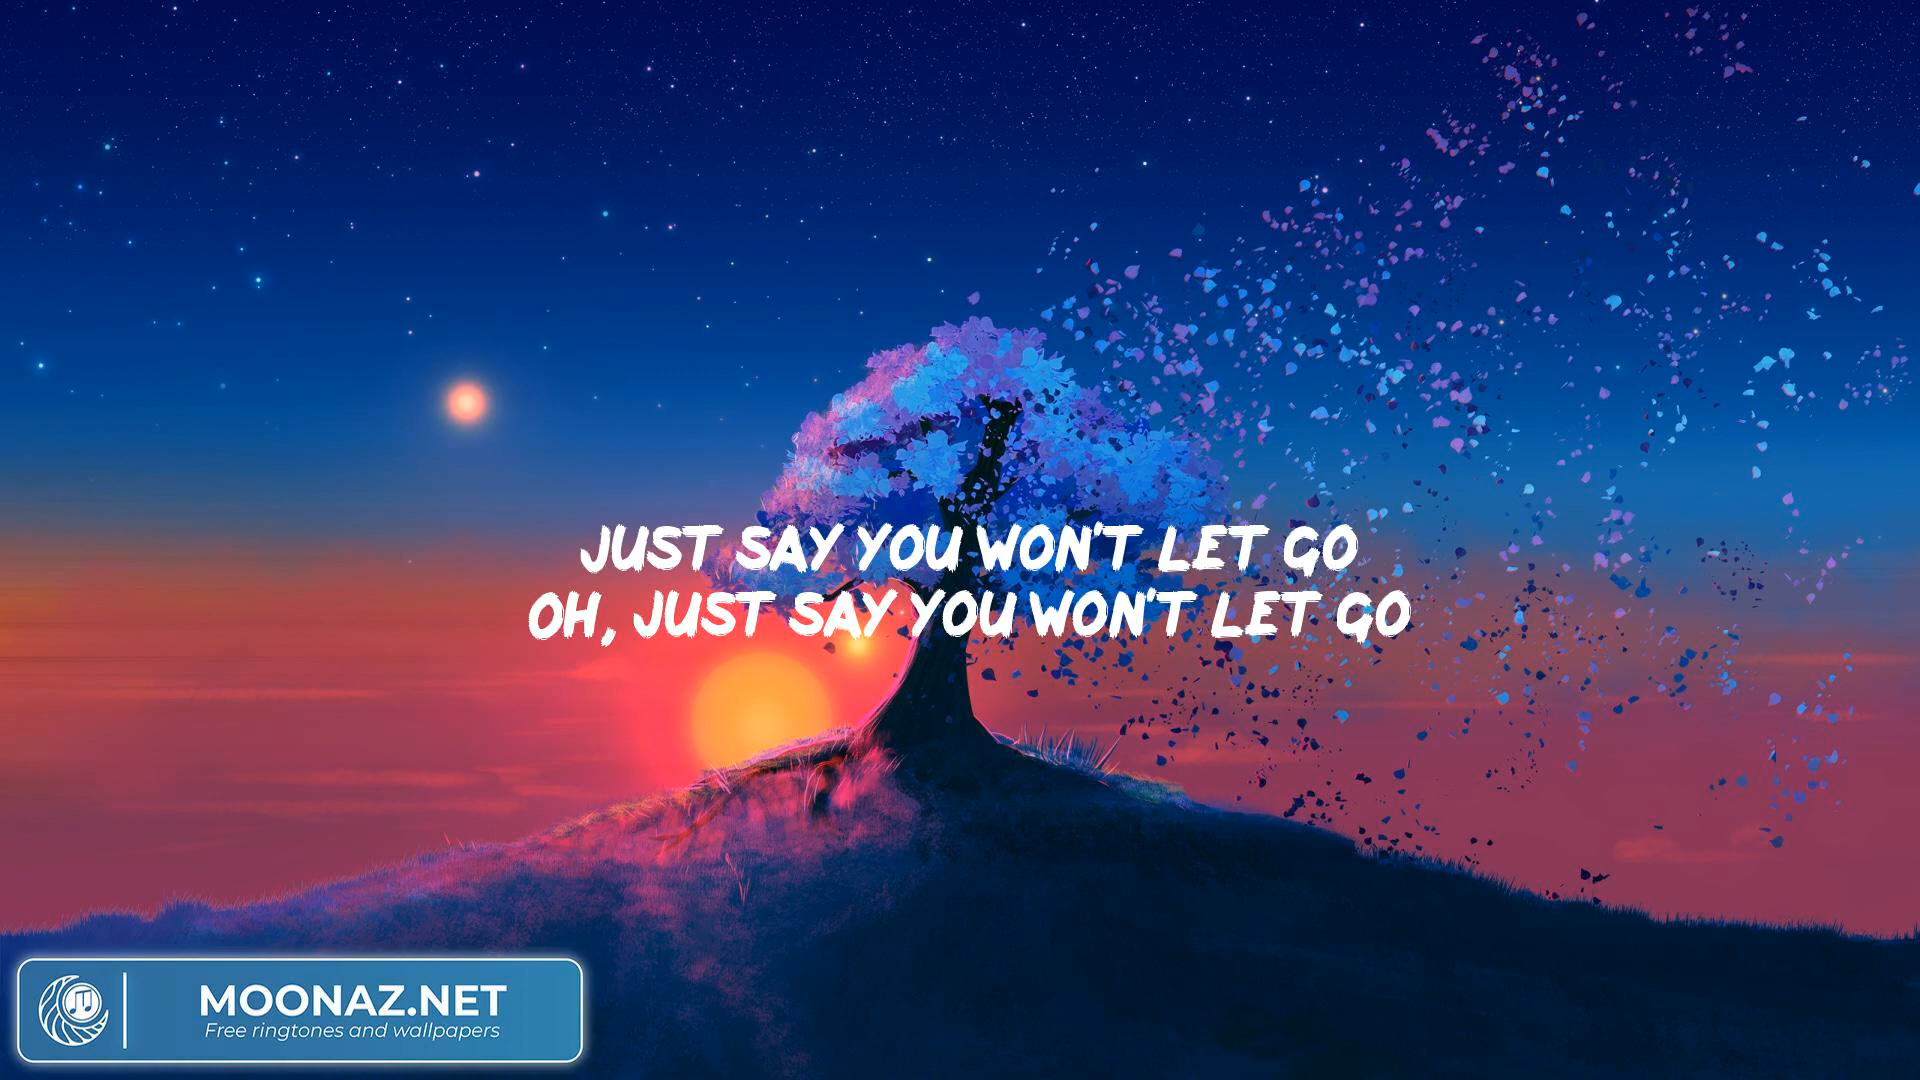 JUST SAY YOU WON'T LET GO
OH, JUST SAY YOU WON'T LET GO
MOONAZ.NET
Free ringtones and wallpapers